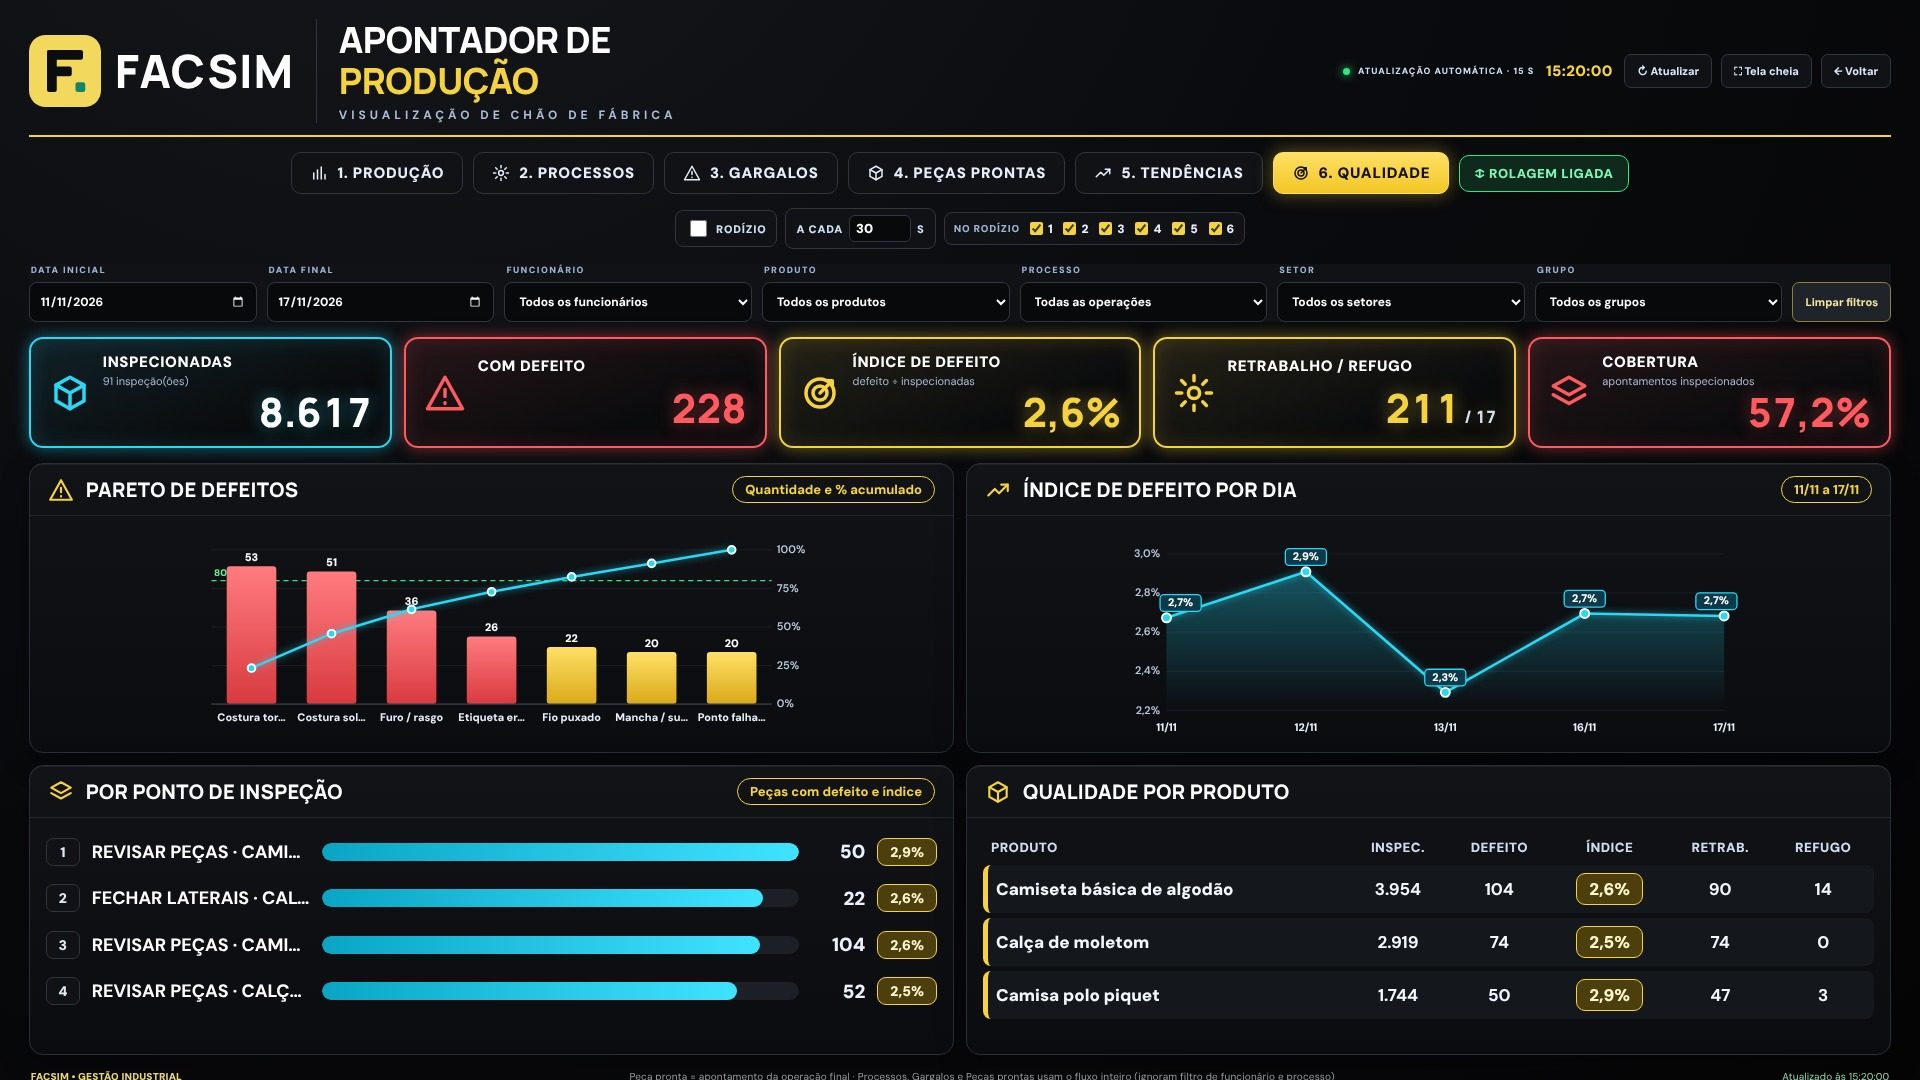 FACSIM
APONTADOR DE
PRODUÇÃO
VISUALIZAÇÃO DE CHÃO DE FÁBRICA
ATUALIZAÇÃO AUTOMÁTICA · 15 S
15:20:00
Atualizar
Tela cheia
Voltar
1. PRODUÇÃO
2. PROCESSOS
3. GARGALOS
4. PEÇAS PRONTAS
5. TENDÊNCIAS
6. QUALIDADE
ROLAGEM LIGADA
RODÍZIO
A CADA 30 S
NO RODÍZIO 1 2 3 4 5 6
DATA INICIAL
DATA FINAL
FUNCIONÁRIO
PRODUTO
PROCESSO
SETOR
GRUPO
11/11/2026
17/11/2026
Todos os funcionários
Todos os produtos
Todas as operações
Todos os setores
Todos os grupos
Limpar filtros
INSPECIONADAS
91 inspeção(ões)
8.617
COM DEFEITO
228
ÍNDICE DE DEFEITO
defeito ÷ inspecionadas
2,6%
RETRABALHO / REFUGO
211 / 17
COBERTURA
apontamentos inspecionados
57,2%
PARETO DE DEFEITOS
Quantidade e % acumulado
53
51
36
26
22
20
20
80
100%
75%
50%
25%
0%
Costura tor...
Costura sol...
Furo / rasgo
Etiqueta er...
Fio puxado
Mancha / su...
Ponto falha...
ÍNDICE DE DEFEITO POR DIA
11/11 a 17/11
3,0%
2,8%
2,6%
2,4%
2,2%
2,7%
2,9%
2,3%
2,7%
2,7%
11/11
12/11
13/11
16/11
17/11
POR PONTO DE INSPEÇÃO
Peças com defeito e índice
1 REVISAR PEÇAS · CAMI... 50 2,9%
2 FECHAR LATERAIS · CAL... 22 2,6%
3 REVISAR PEÇAS · CAMI... 104 2,6%
4 REVISAR PEÇAS · CALÇ... 52 2,5%
QUALIDADE POR PRODUTO
PRODUTO INSPEC. DEFEITO ÍNDICE RETRAB. REFUGO
Camiseta básica de algodão 3.954 104 2,6% 90 14
Calça de moletom 2.919 74 2,5% 74 0
Camisa polo piquet 1.744 50 2,9% 47 3
FACSIM • GESTÃO INDUSTRIAL
Peça pronta = apontamento da operação final · Processos, Gargalos e Peças prontas usam o fluxo inteiro (ignoram filtro de funcionário e processo)
Atualizado às 15:20:00